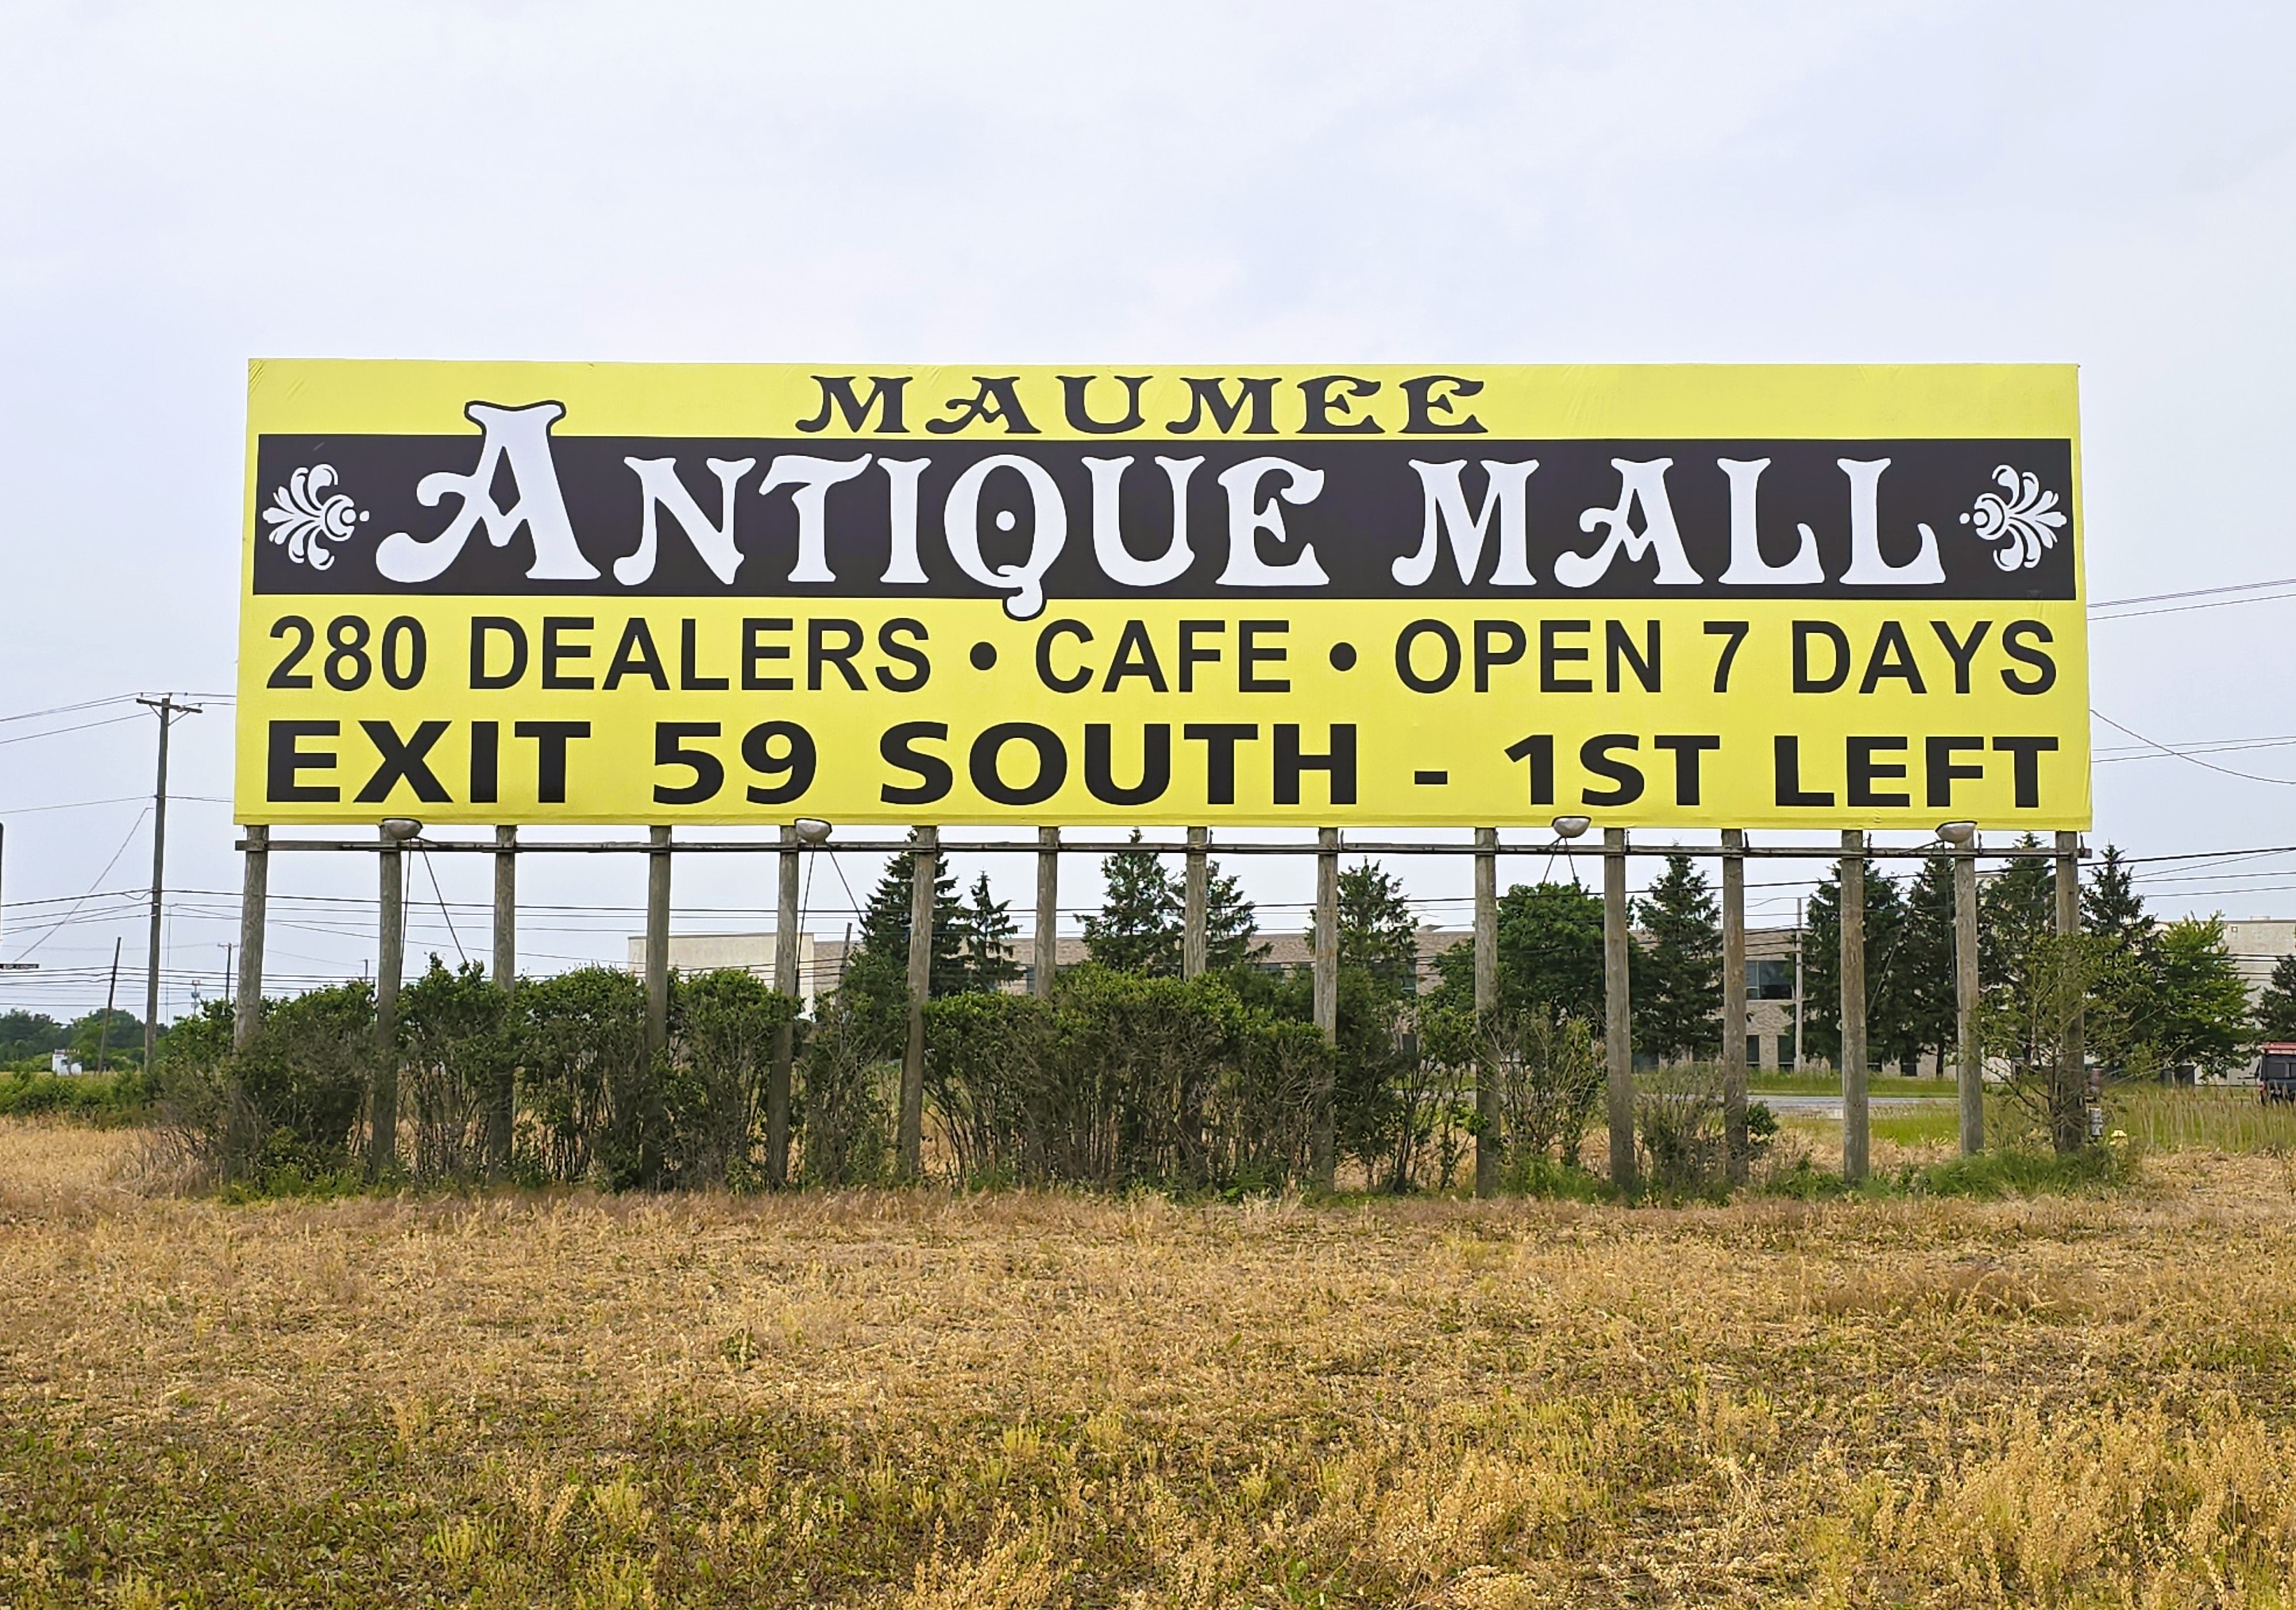 MAUMEE
ANTIQUE MALL
280 DEALERS • CAFE • OPEN 7 DAYS
EXIT 59 SOUTH - 1ST LEFT